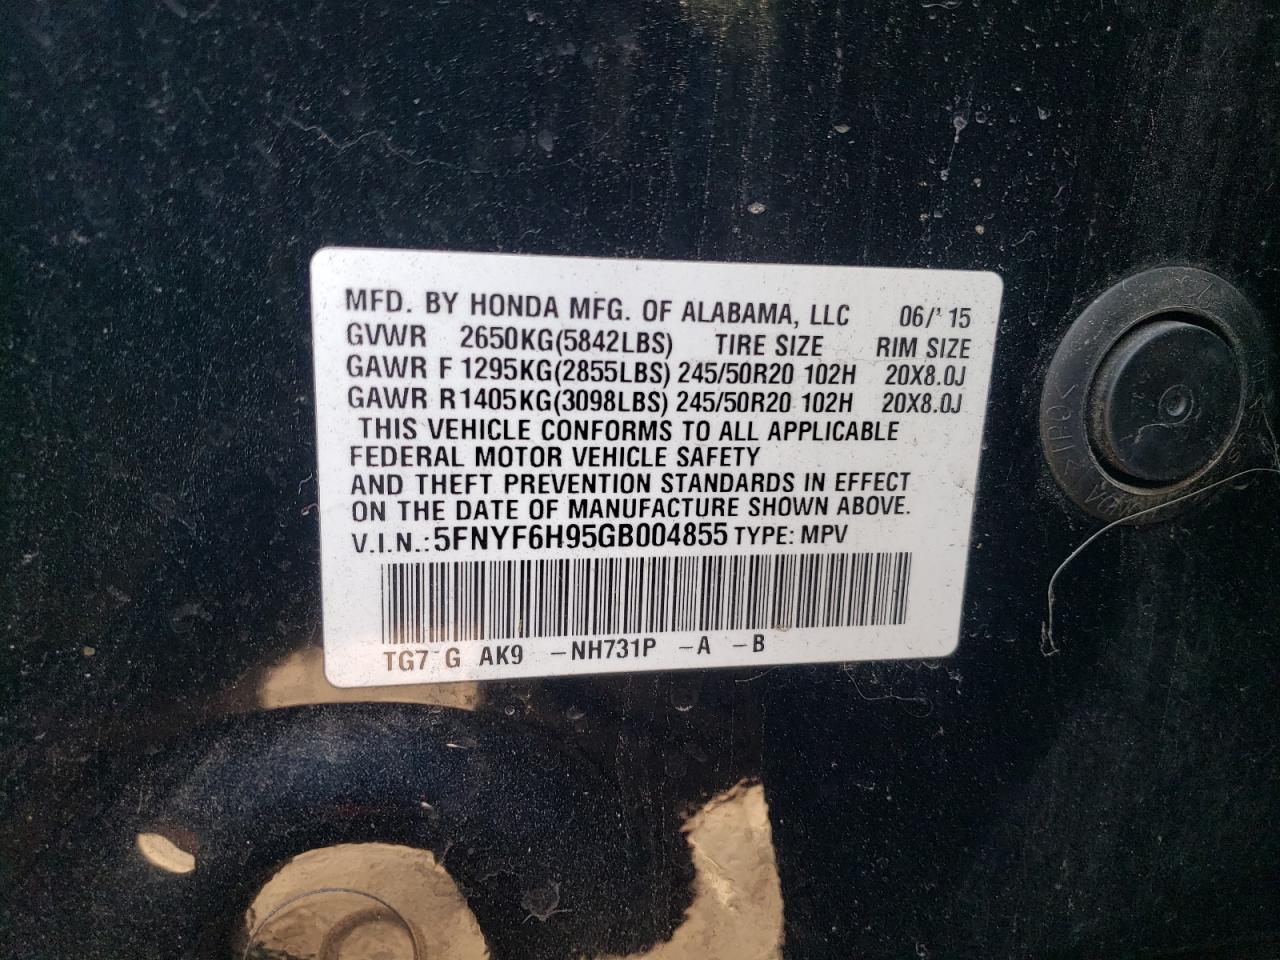 MFD. BY HONDA MFG. OF ALABAMA, LLC 06/' 15
GVWR 2650KG(5842LBS) TIRE SIZE RIM SIZE
GAWR F 1295KG(2855LBS) 245/50R20 102H 20X8.0J
GAWR R1405KG(3098LBS) 245/50R20 102H 20X8.0J
THIS VEHICLE CONFORMS TO ALL APPLICABLE
FEDERAL MOTOR VEHICLE SAFETY
AND THEFT PREVENTION STANDARDS IN EFFECT
ON THE DATE OF MANUFACTURE SHOWN ABOVE.
V.I.N.: 5FNYF6H95GB004855 TYPE: MPV
TG7 G AK9 -NH731P -A -B